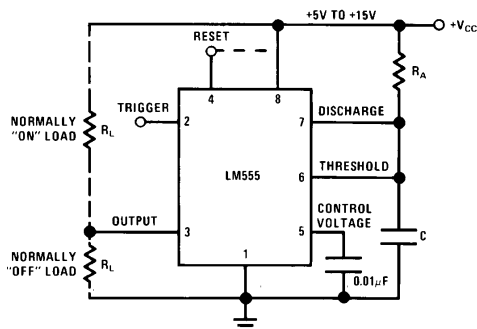 +5V TO +15V
+VCC
RESET
RA
4
8
TRIGGER
2
7
DISCHARGE
NORMALLY
"ON" LOAD
RL
LM555
6
THRESHOLD
CONTROL
VOLTAGE
OUTPUT
3
5
C
NORMALLY
"OFF" LOAD
RL
1
0.01μF